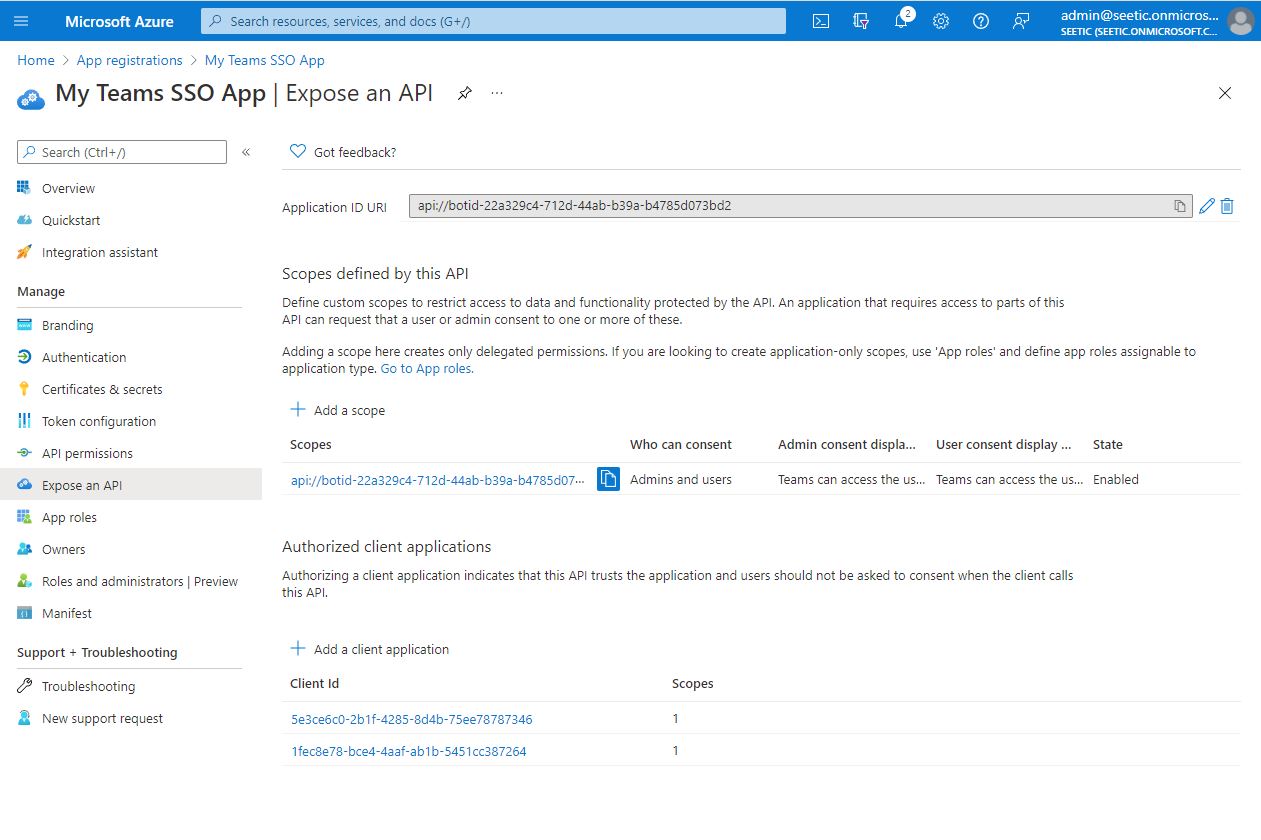 Microsoft Azure
Search resources, services, and docs (G+/)
2
admin@seetic.onmicros...
SEETIC (SEETIC.ONMICROSOFT.C...
Home > App registrations > My Teams SSO App
My Teams SSO App | Expose an API
Search (Ctrl+/)
Got feedback?
Overview
Quickstart
Integration assistant
Manage
Branding
Authentication
Certificates & secrets
Token configuration
API permissions
Expose an API
App roles
Owners
Roles and administrators | Preview
Manifest
Support + Troubleshooting
Troubleshooting
New support request
Application ID URI
api://botid-22a329c4-712d-44ab-b39a-b4785d073bd2
Scopes defined by this API
Define custom scopes to restrict access to data and functionality protected by the API. An application that requires access to parts of this
API can request that a user or admin consent to one or more of these.
Adding a scope here creates only delegated permissions. If you are looking to create application-only scopes, use 'App roles' and define app roles assignable to
application type. Go to App roles.
Add a scope
Scopes Who can consent Admin consent displa... User consent display ... State
api://botid-22a329c4-712d-44ab-b39a-b4785d07... Admins and users Teams can access the us... Teams can access the us... Enabled
Authorized client applications
Authorizing a client application indicates that this API trusts the application and users should not be asked to consent when the client calls
this API.
Add a client application
Client Id Scopes
5e3ce6c0-2b1f-4285-8d4b-75ee78787346 1
1fec8e78-bce4-4aaf-ab1b-5451cc387264 1